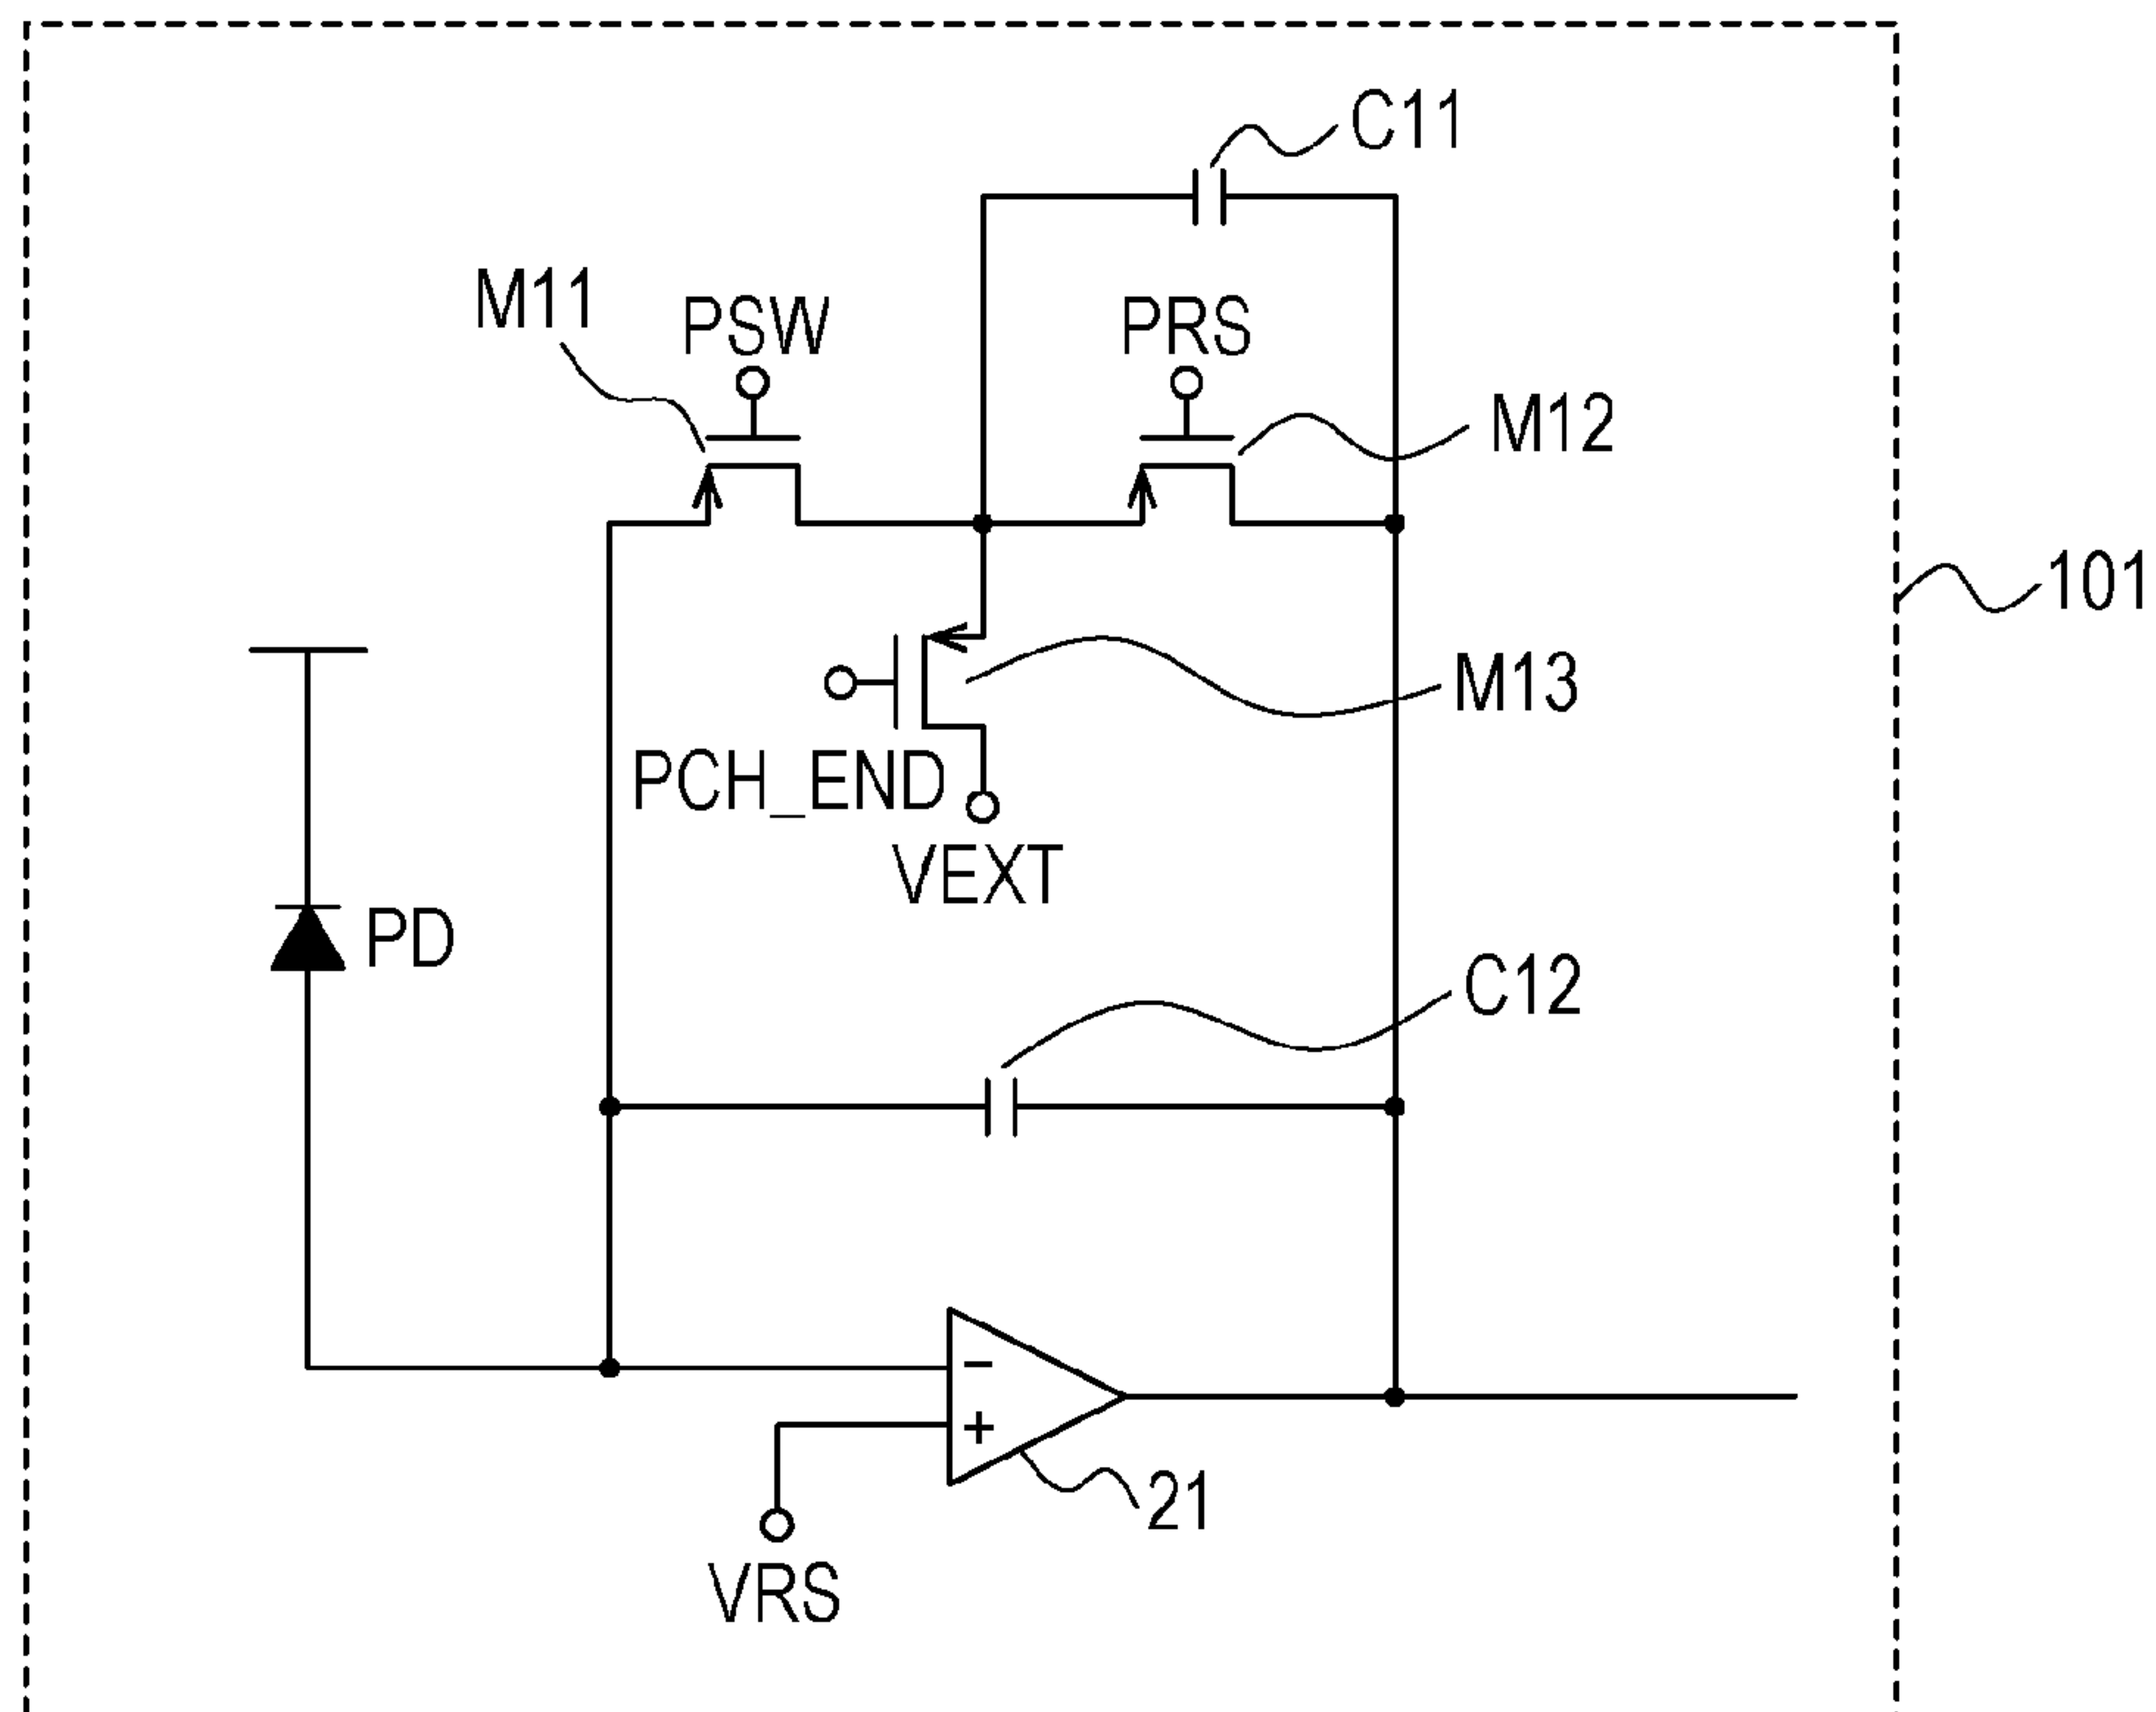 C11
M11
PSW
PRS
M12
101
M13
PCH_END
VEXT
PD
C12
−
+
21
VRS